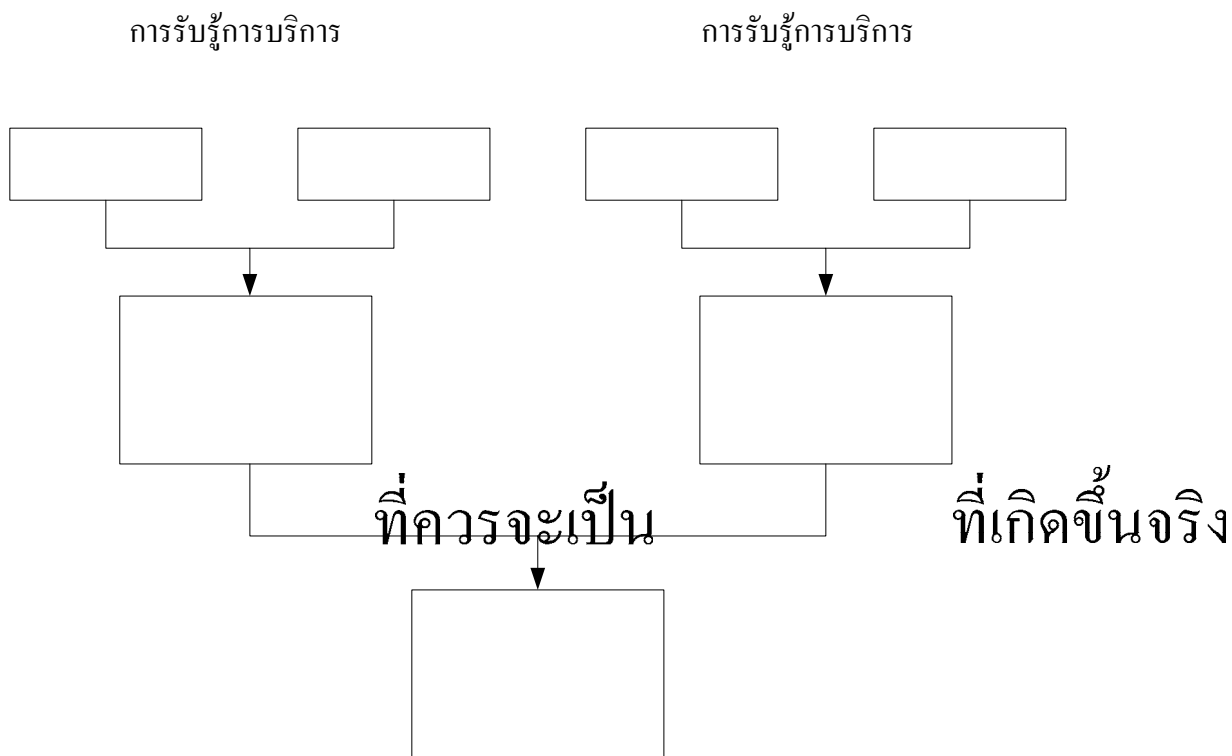 การรับรู้การบริการ
การรับรู้การบริการ
ที่ควรจะเป็น
ที่เกิดขึ้นจริง